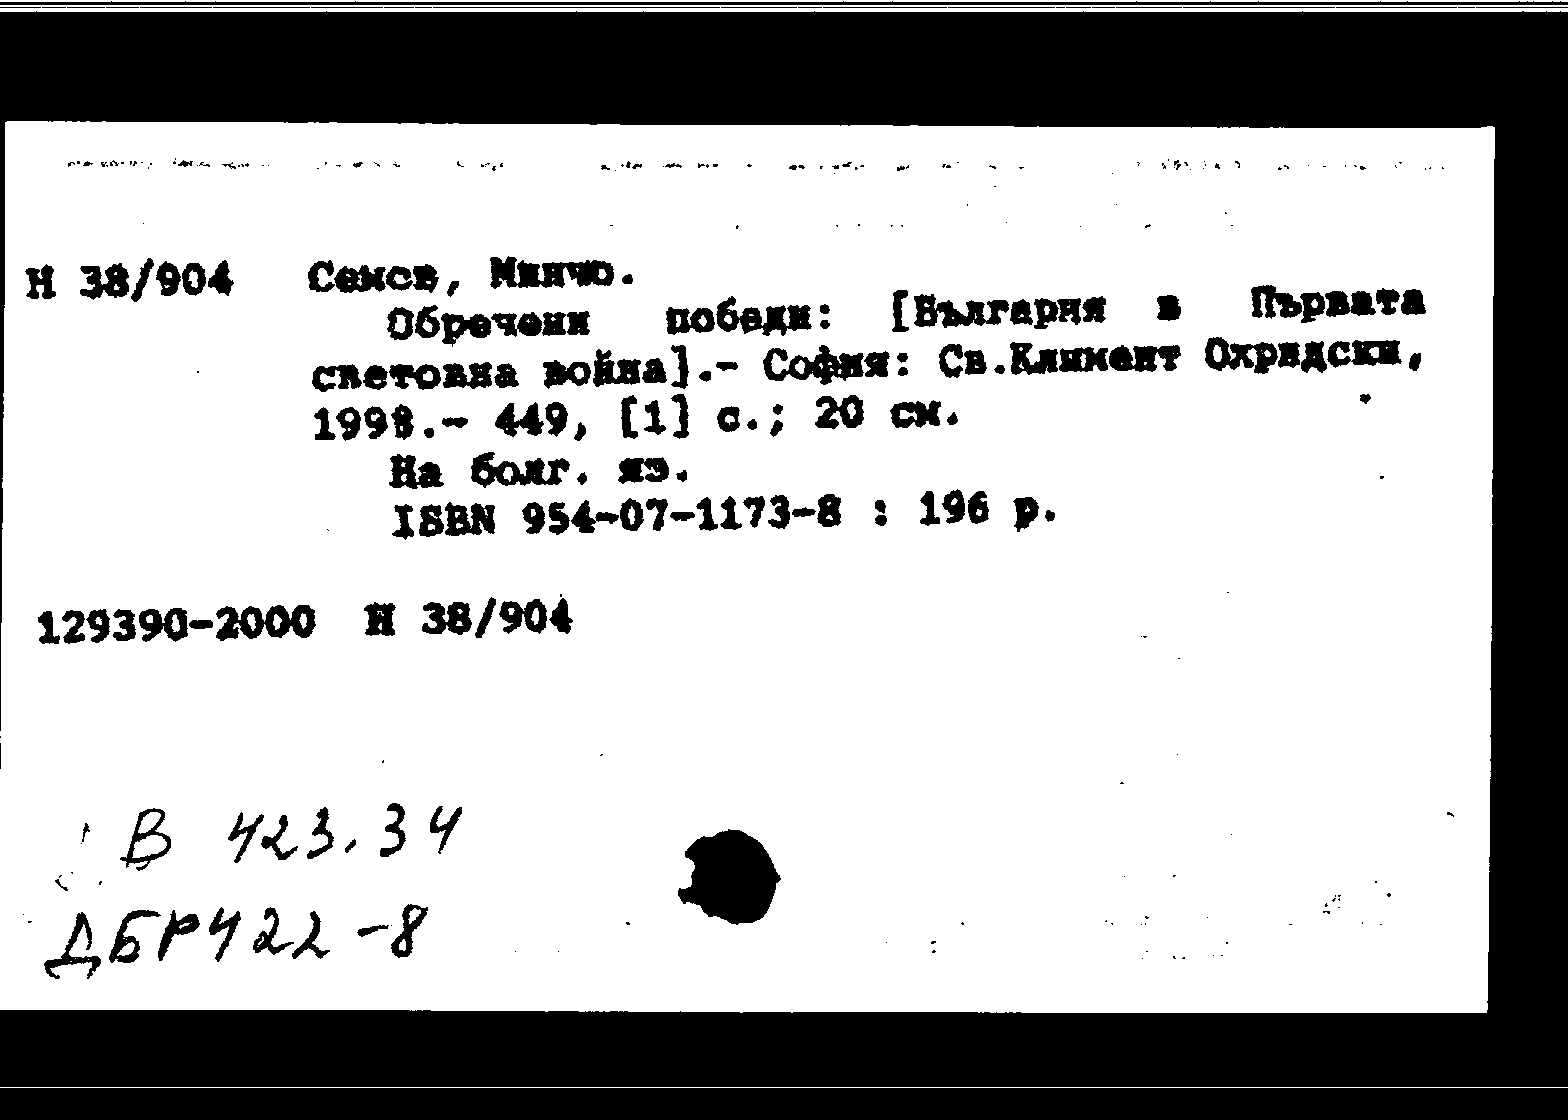 Н 38/904 Семов, Минчо.
Обречени победи: [България в Първата
световна война].- София: Св.Климент Охридски,
1998.- 449, [1] с.; 20 см.
На болг. яз.
ISBN 954-07-1173-8 : 196 р.
129390-2000 Н 38/904
В 423.34
ДБР422-8